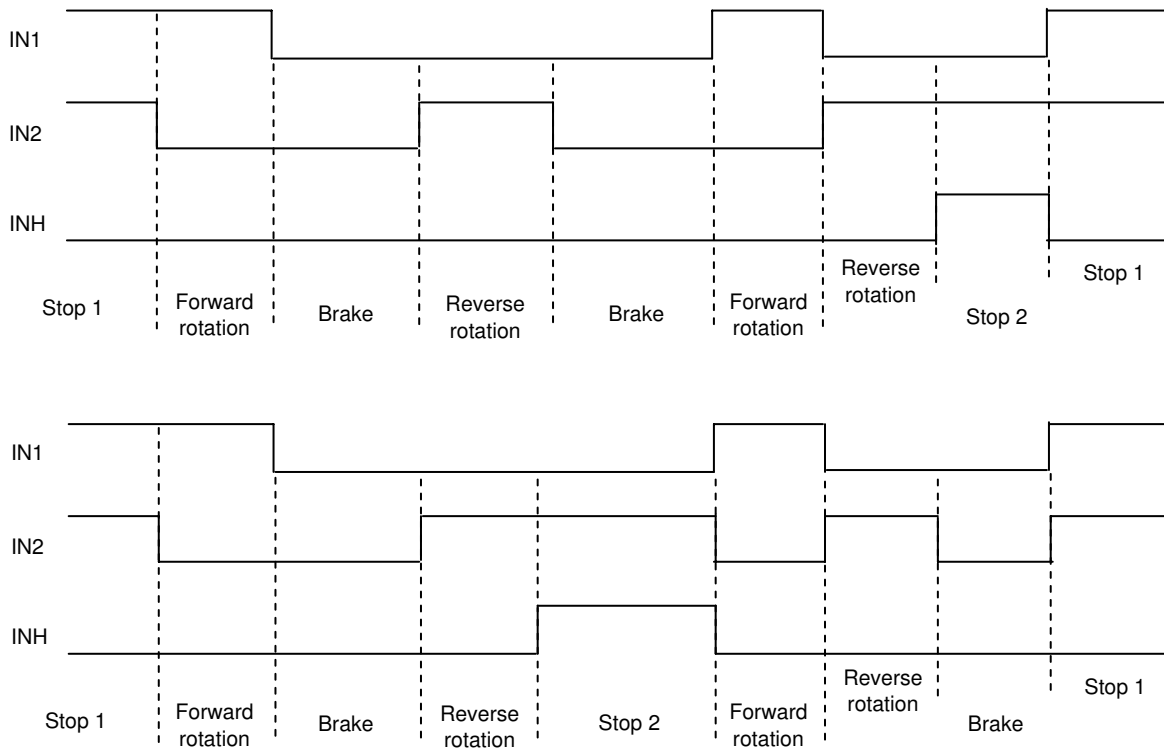 IN1
IN2
INH
Stop 1
Forward
rotation
Brake
Reverse
rotation
Brake
Forward
rotation
Reverse
rotation
Stop 2
Stop 1
IN1
IN2
INH
Stop 1
Forward
rotation
Brake
Reverse
rotation
Stop 2
Forward
rotation
Reverse
rotation
Brake
Stop 1